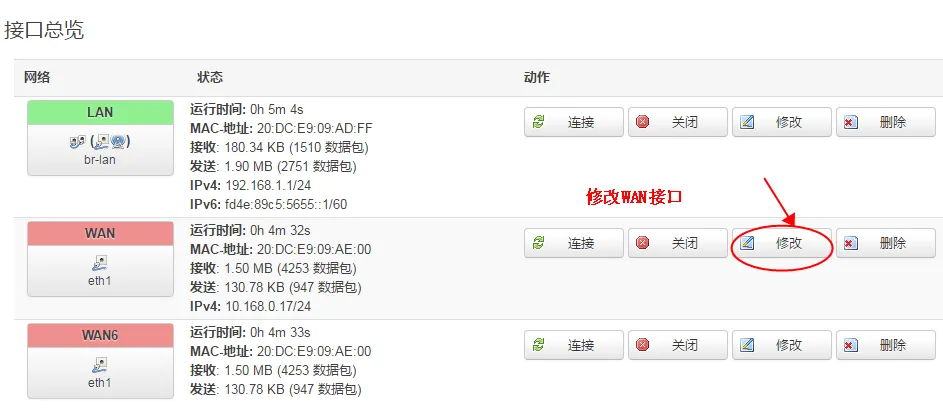 接口总览
网络 状态 动作
LAN
br-lan
运行时间: 0h 5m 4s
MAC-地址: 20:DC:E9:09:AD:FF
接收: 180.34 KB (1510 数据包)
发送: 1.90 MB (2751 数据包)
IPv4: 192.168.1.1/24
IPv6: fd4e:89c5:5655::1/60
连接 关闭 修改 删除
修改WAN接口
WAN
eth1
运行时间: 0h 4m 32s
MAC-地址: 20:DC:E9:09:AE:00
接收: 1.50 MB (4253 数据包)
发送: 130.78 KB (947 数据包)
IPv4: 10.168.0.17/24
连接 关闭 修改 删除
WAN6
eth1
运行时间: 0h 4m 33s
MAC-地址: 20:DC:E9:09:AE:00
接收: 1.50 MB (4253 数据包)
发送: 130.78 KB (947 数据包)
连接 关闭 修改 删除